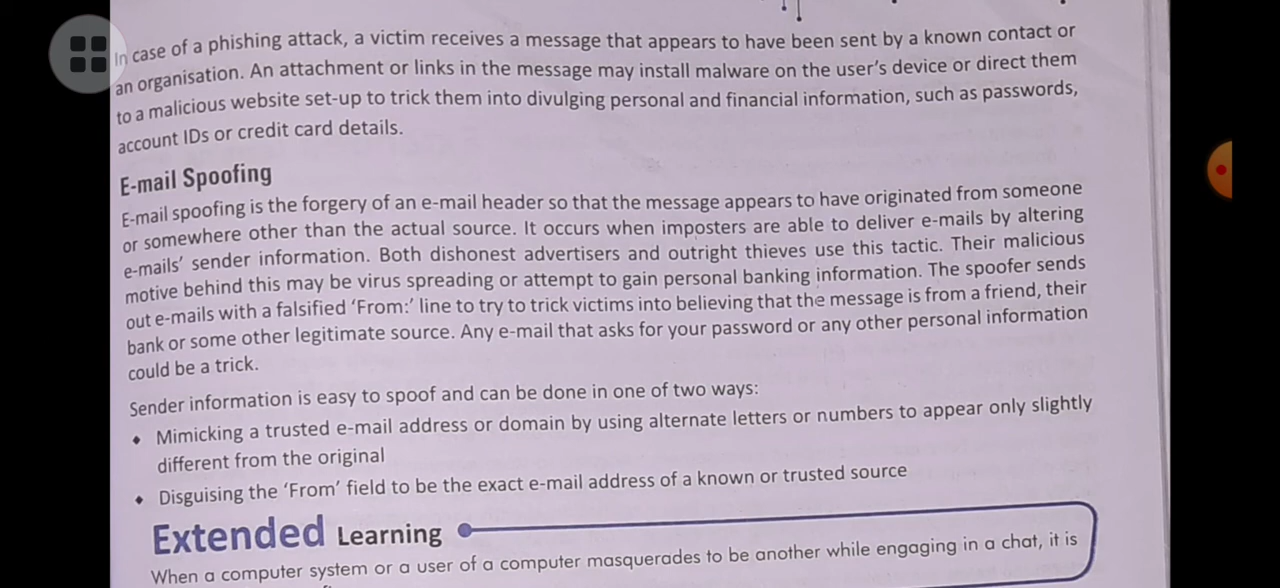 In case of a phishing attack, a victim receives a message that appears to have been sent by a known contact or
an organisation. An attachment or links in the message may install malware on the user's device or direct them
to a malicious website set-up to trick them into divulging personal and financial information, such as passwords,
account IDs or credit card details.
E-mail Spoofing
E-mail spoofing is the forgery of an e-mail header so that the message appears to have originated from someone
or somewhere other than the actual source. It occurs when imposters are able to deliver e-mails by altering
e-mails' sender information. Both dishonest advertisers and outright thieves use this tactic. Their malicious
motive behind this may be virus spreading or attempt to gain personal banking information. The spoofer sends
out e-mails with a falsified 'From:' line to try to trick victims into believing that the message is from a friend, their
bank or some other legitimate source. Any e-mail that asks for your password or any other personal information
could be a trick.
Sender information is easy to spoof and can be done in one of two ways:
♦ Mimicking a trusted e-mail address or domain by using alternate letters or numbers to appear only slightly
different from the original
♦ Disguising the 'From' field to be the exact e-mail address of a known or trusted source
Extended Learning
When a computer system or a user of a computer masquerades to be another while engaging in a chat, it is